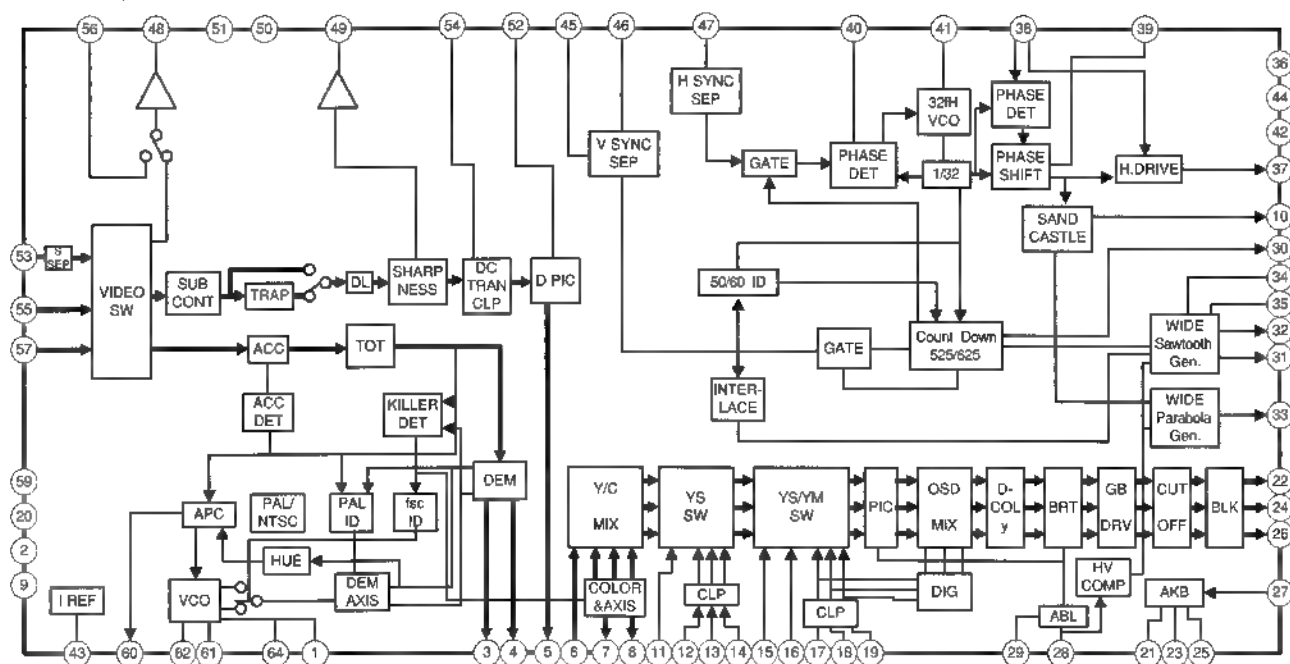 56 48 51 50 49 54 52 45 46 47 40 41 38 39
36
44
42
37
10
30
34
35
32
31
33
22
24
26
27
53
55
57
59
20
2
9
S
SEP
VIDEO
SW
SUB
CONT
TRAP
DL
SHARP
NESS
DC
TRAN
CLP
D PIC
V SYNC
SEP
H SYNC
SEP
GATE
PHASE
DET
32fH
VCO
1/32
PHASE
DET
PHASE
SHIFT
H.DRIVE
SAND
CASTLE
50/60 ID
GATE
Count Down
525/625
INTER-
LACE
WIDE
Sawtooth
Gen.
WIDE
Parabola
Gen.
ACC
TOT
ACC
DET
KILLER
DET
DEM
APC
PAL/
NTSC
PAL
ID
fsc
ID
HUE
VCO
DEM
AXIS
I REF
Y/C
MIX
YS
SW
YS/YM
SW
PIC
OSD
MIX
D-
COL
y
BRT
GB
DRV
CUT
OFF
BLK
COLOR
&AXIS
CLP
CLP
DIG
HV
COMP
ABL
AKB
43 60 62 61 64 1 3 4 5 6 7 8 11 12 13 14 15 16 17 18 19 29 28 21 23 25